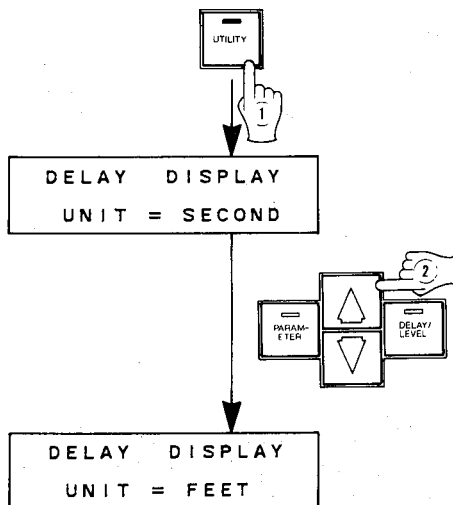 UTILITY
1
DELAY DISPLAY
UNIT = SECOND
2
PARAM-
ETER
DELAY/
LEVEL
DELAY DISPLAY
UNIT = FEET